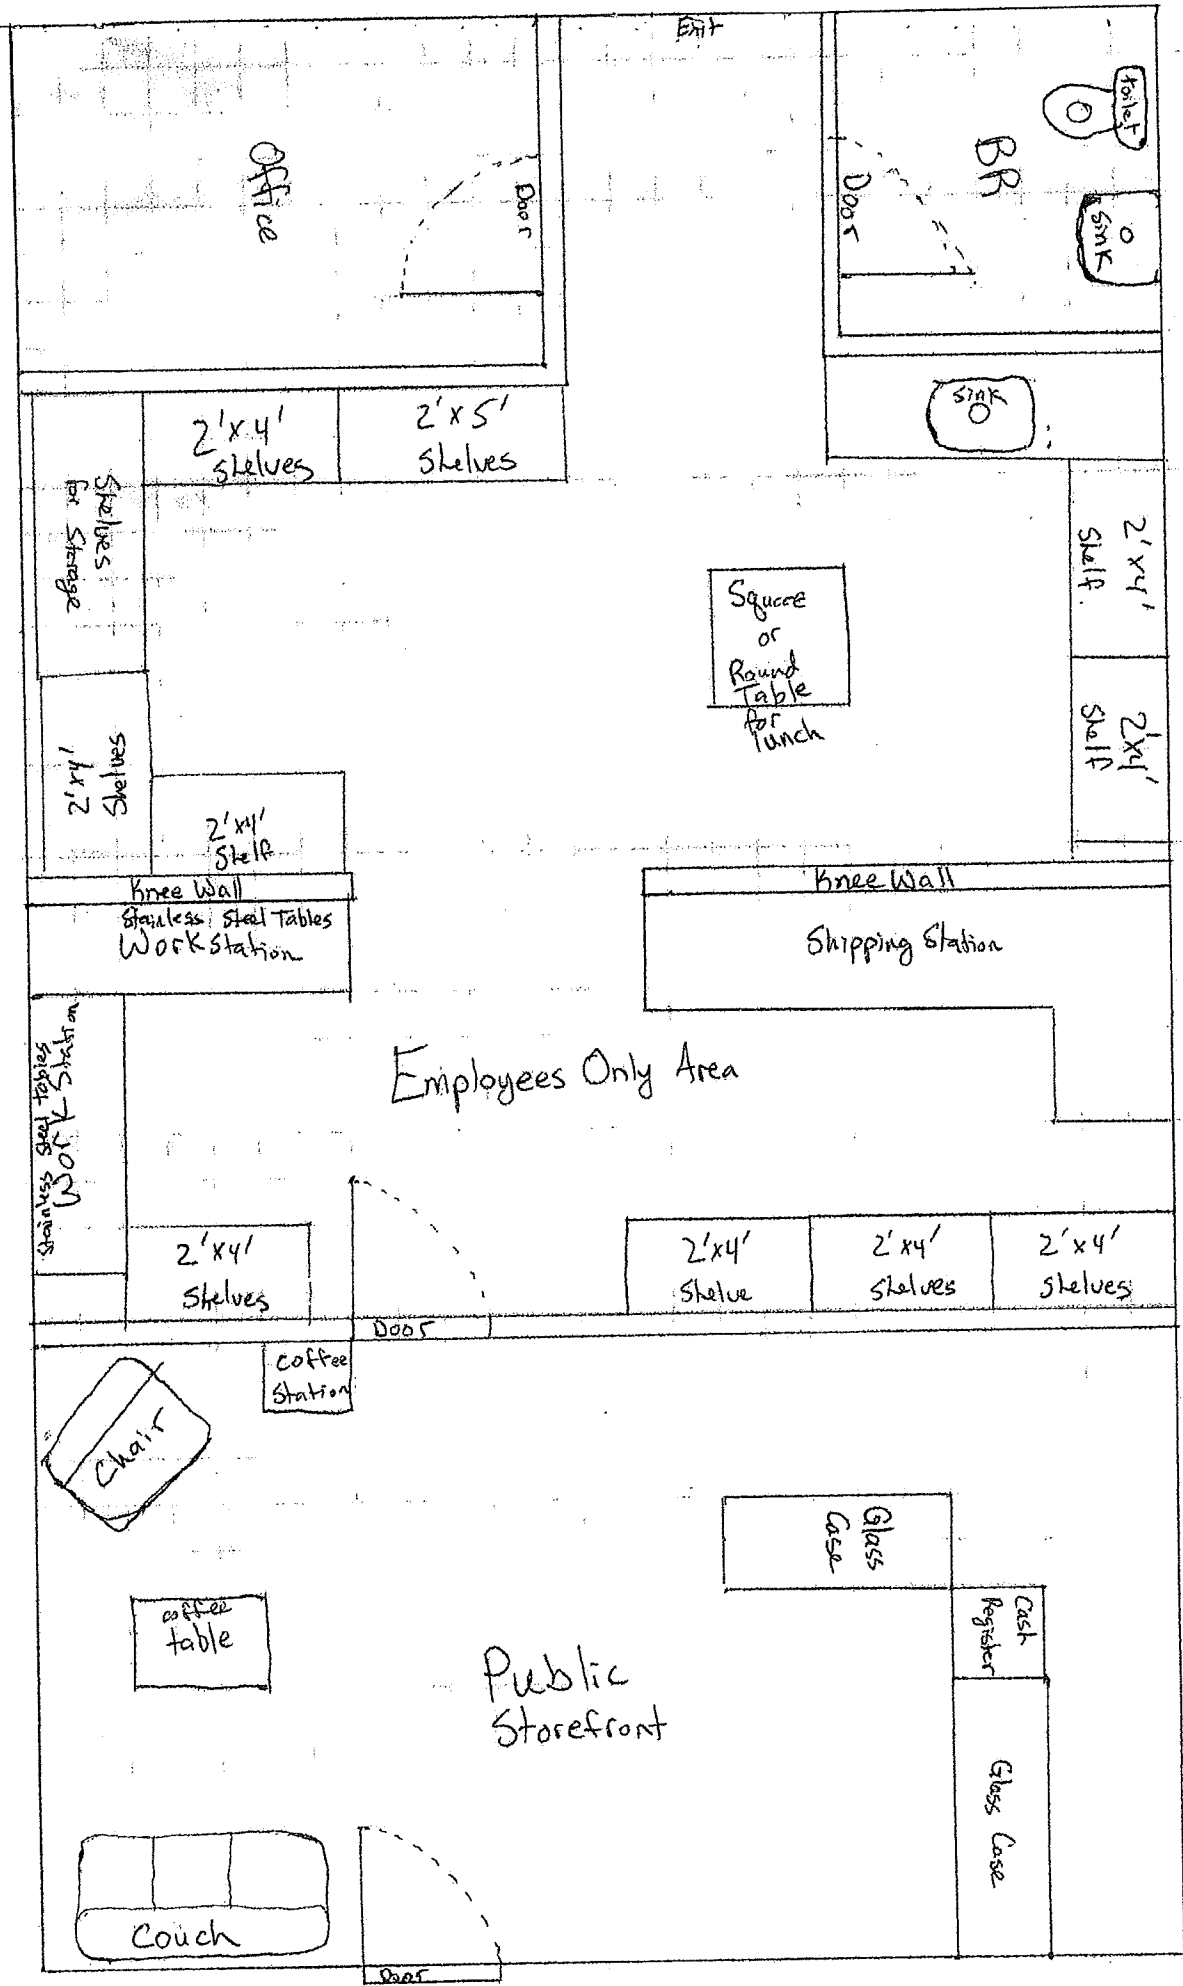 Exit
toilet
BR
Office
Door
Door
sink
sink
2'x4'
shelves
2'x5'
shelves
Shelves
for Storage
2'x4'
Shelf
2'x4'
Shelf
Square
or
Round
Table
for
lunch
2'x4'
Shelves
2'x4'
Shelf
Knee Wall
Knee Wall
Stainless Steel Tables
Work Station
Shipping Station
Stainless Steel Tables
Work Station
Employees Only Area
2'x4'
Shelves
2'x4'
Shelve
2'x4'
Shelves
2'x4'
Shelves
Door
coffee
Station
Chair
Glass
Case
Cash
Register
coffee
table
Public
Storefront
Glass Case
Couch
Door